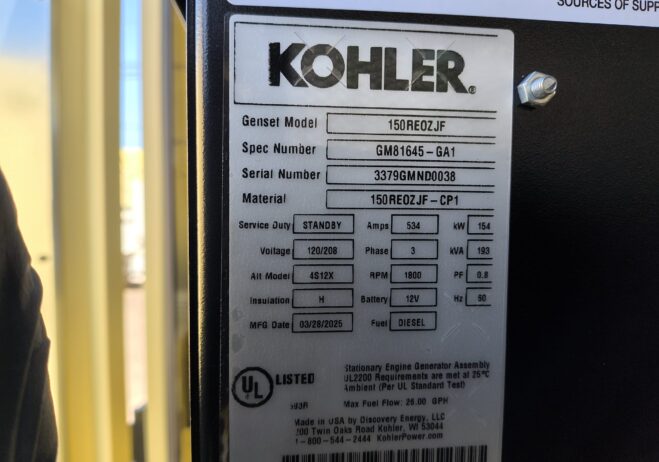 SOURCES OF SUPP
KOHLER®
Genset Model 150REOZJF
Spec Number GM81645-GA1
Serial Number 3379GMND0038
Material 150REOZJF-CP1
Service Duty STANDBY Amps 534 kW 154
Voltage 120/208 Phase 3 kVA 193
Alt Model 4S12X RPM 1800 PF 0.8
Insulation H Battery 12V Hz 60
MFG Date 03/28/2025 Fuel DIESEL
Stationary Engine Generator Assembly
UL2200 Requirements are met at 25°C
Ambient (Per UL Standard Test)
UL LISTED
Max Fuel Flow: 26.00 GPH
Made in USA by Discovery Energy, LLC
200 Twin Oaks Road Kohler, WI 53044
1-800-544-2444 KohlerPower.com